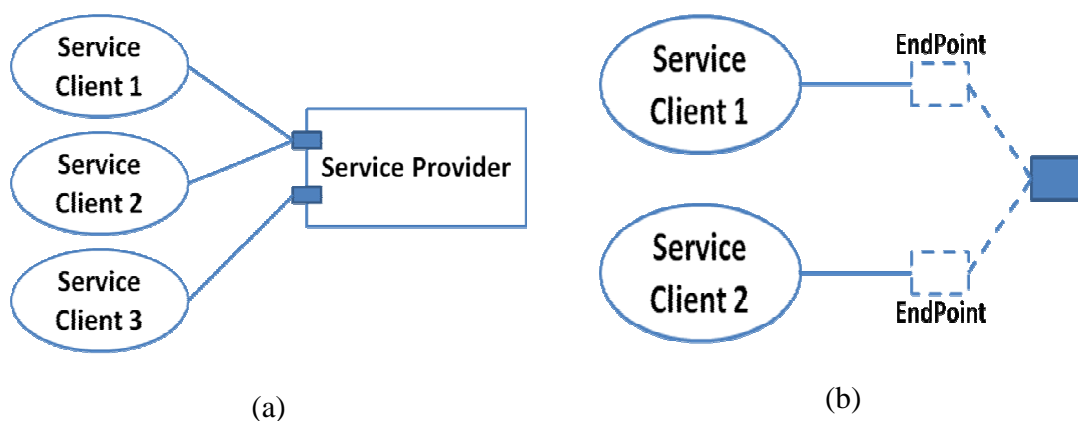 Service
Client 1
Service
Client 2
Service
Client 3
Service Provider
(a)
EndPoint
Service
Client 1
Service
Client 2
EndPoint
(b)